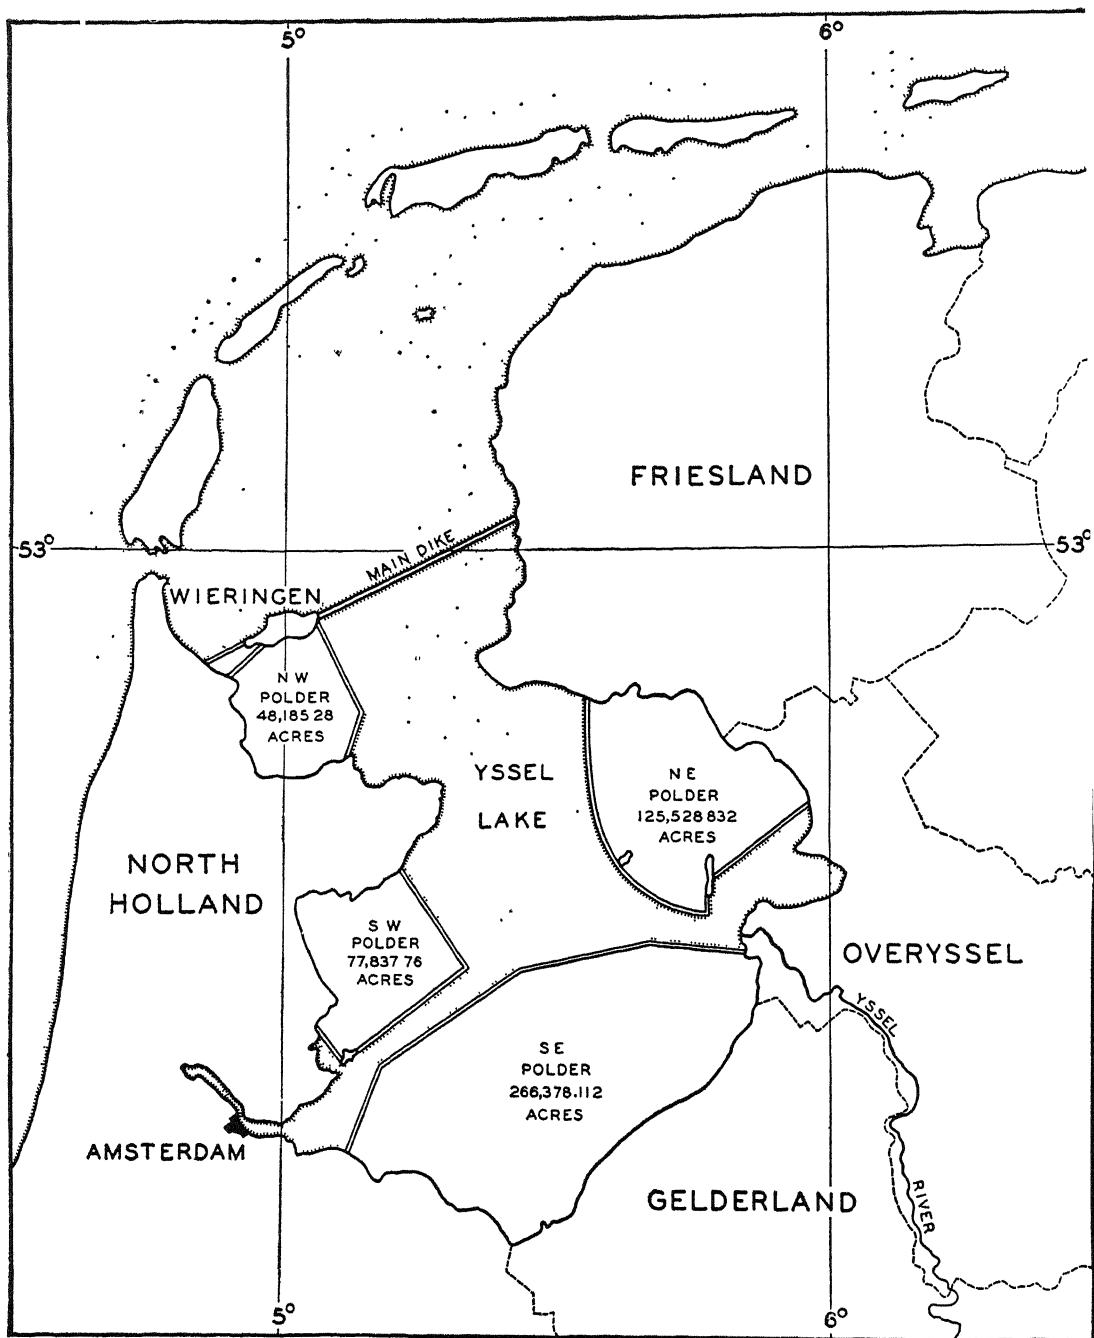 5°
6°
FRIESLAND
53°
53°
MAIN DIKE
WIERINGEN
N W
POLDER
48,185 28
ACRES
YSSEL
LAKE
N E
POLDER
125,528 832
ACRES
NORTH
HOLLAND
S W
POLDER
77,837 76
ACRES
OVERYSSEL
YSSEL
RIVER
S E
POLDER
266,378.112
ACRES
AMSTERDAM
GELDERLAND
5°
6°